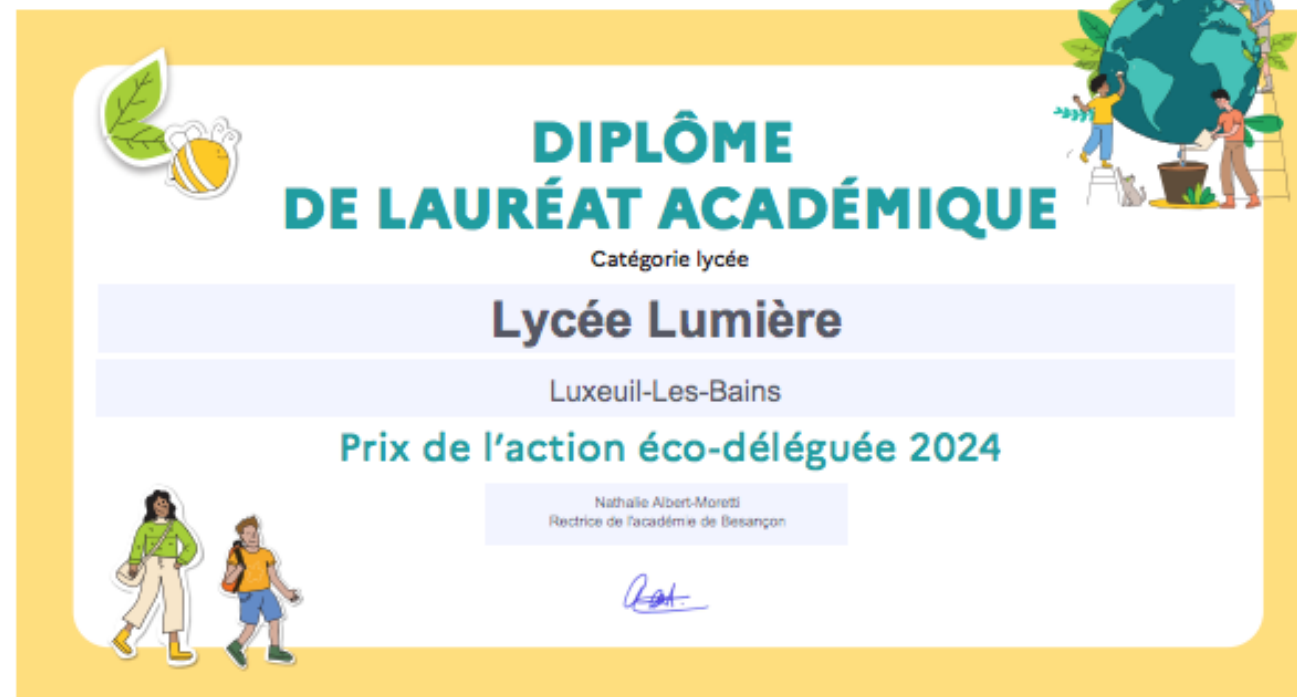 DIPLÔME
DE LAURÉAT ACADÉMIQUE
Catégorie lycée
Lycée Lumière
Luxeuil-Les-Bains
Prix de l'action éco-déléguée 2024
Nathalie Albert-Moretti
Rectrice de l'académie de Besançon